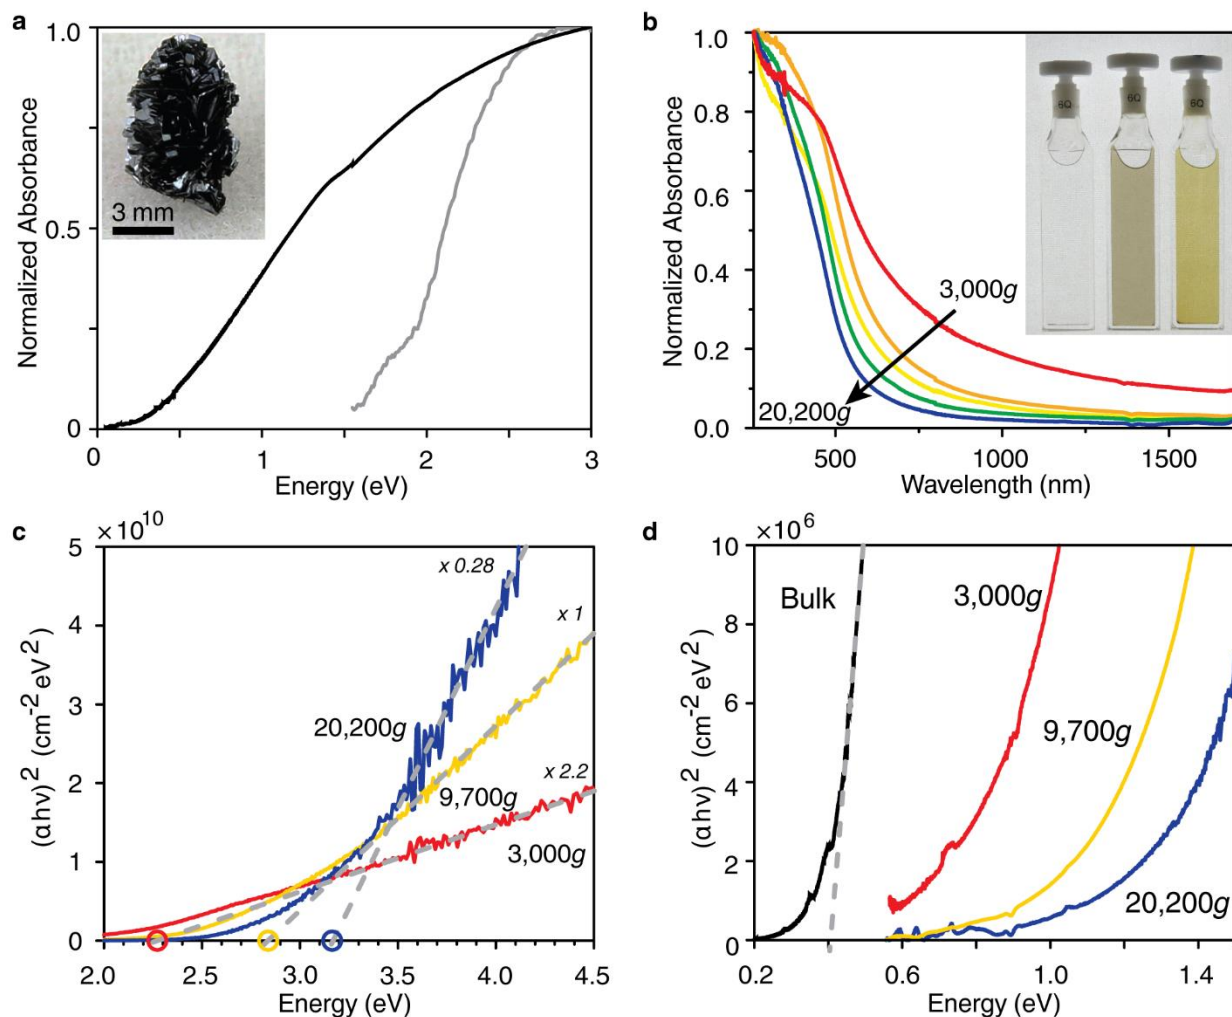 a
1.0
0.5
0
Normalized Absorbance
3 mm
0
1
2
3
Energy (eV)
b
1.0
0.8
0.6
0.4
0.2
0.0
Normalized Absorbance
6Q
6Q
6Q
3,000g
20,200g
500
1000
1500
Wavelength (nm)
c
×10¹⁰
5
4
3
2
1
0
(αhν)² (cm⁻² eV²)
x 0.28
x 1
x 2.2
20,200g
9,700g
3,000g
2.0
2.5
3.0
3.5
4.0
4.5
Energy (eV)
d
×10⁶
10
8
6
4
2
0
(αhν)² (cm⁻² eV²)
Bulk
3,000g
9,700g
20,200g
0.2
0.6
1.0
1.4
Energy (eV)